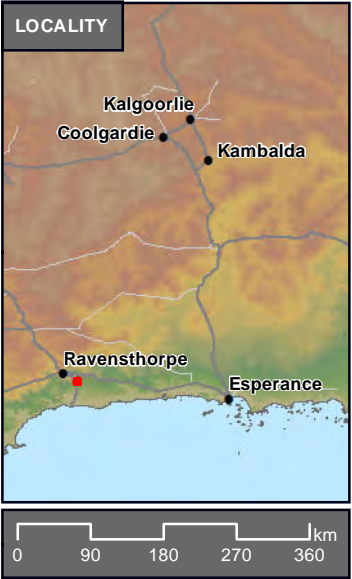 LOCALITY
Kalgoorlie
Coolgardie
Kambalda
Ravensthorpe
Esperance
km
0 90 180 270 360